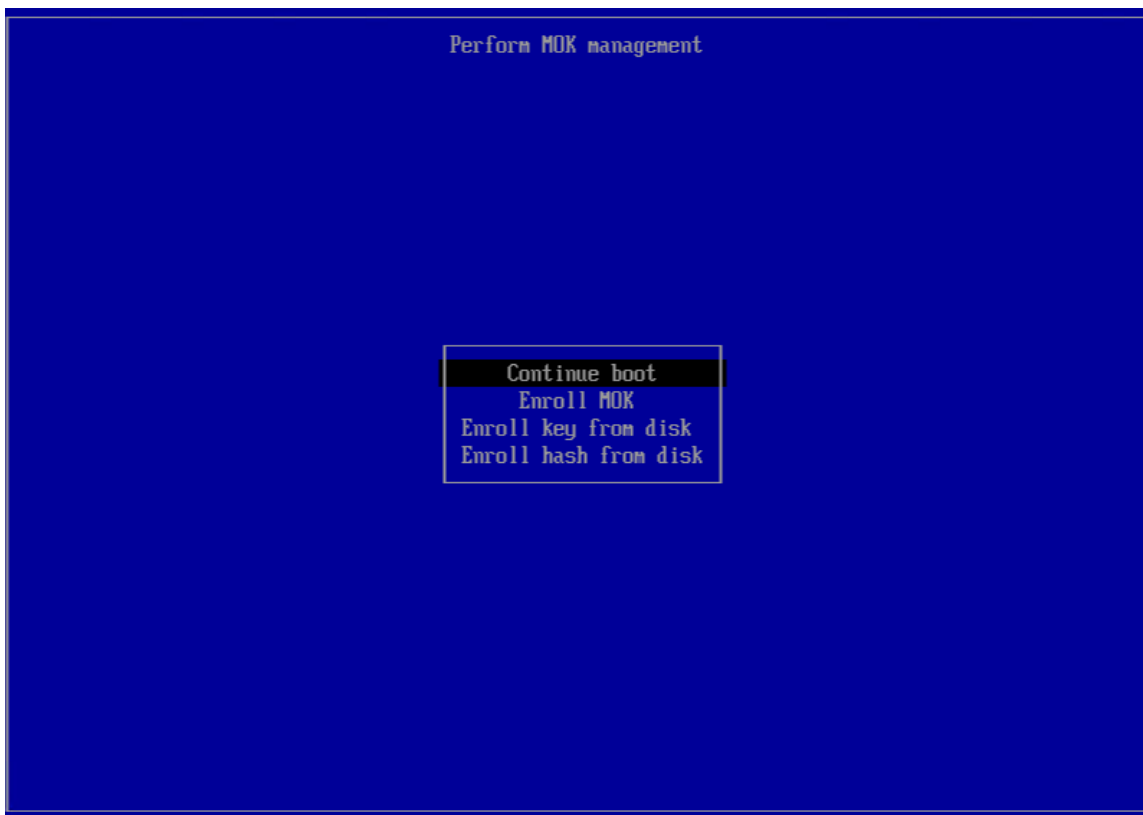 Perform MOK management
Continue boot
Enroll MOK
Enroll key from disk
Enroll hash from disk